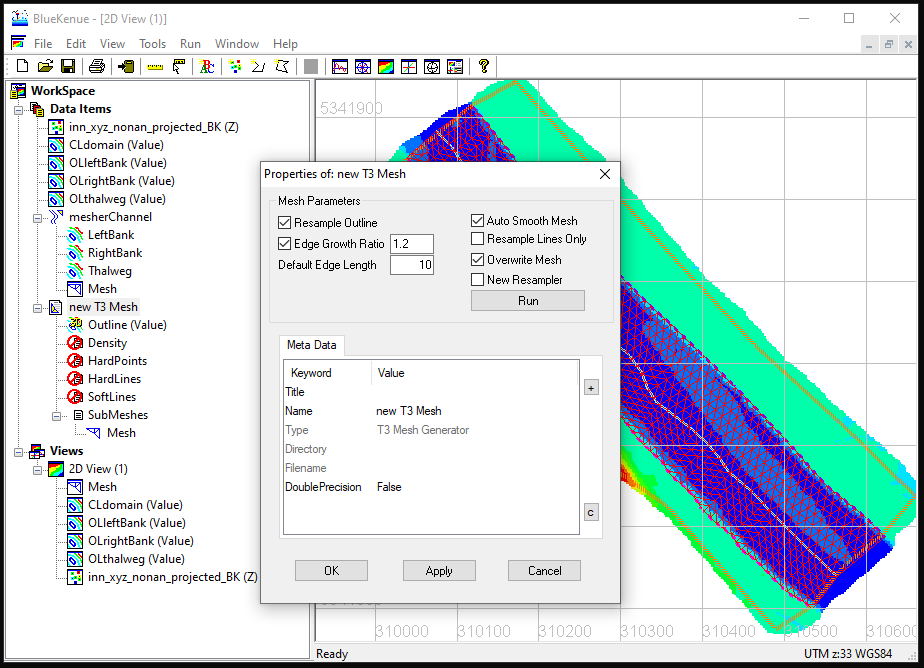 BlueKenue - [2D View (1)]
File Edit View Tools Run Window Help
WorkSpace
Data Items
inn_xyz_nonan_projected_BK (Z)
CLdomain (Value)
OLleftBank (Value)
OLrightBank (Value)
OLthalweg (Value)
mesherChannel
LeftBank
RightBank
Thalweg
Mesh
new T3 Mesh
Outline (Value)
Density
HardPoints
HardLines
SoftLines
SubMeshes
Mesh
Views
2D View (1)
Mesh
CLdomain (Value)
OLleftBank (Value)
OLrightBank (Value)
OLthalweg (Value)
inn_xyz_nonan_projected_BK (Z)
5341900
Properties of: new T3 Mesh
Mesh Parameters
Resample Outline
Edge Growth Ratio 1.2
Default Edge Length 10
Auto Smooth Mesh
Resample Lines Only
Overwrite Mesh
New Resampler
Run
Meta Data
Keyword Value
Title
Name new T3 Mesh
Type T3 Mesh Generator
Directory
Filename
DoublePrecision False
+
c
OK Apply Cancel
310000 310100 310200 310300 310400 310500 310600
Ready UTM z:33 WGS84